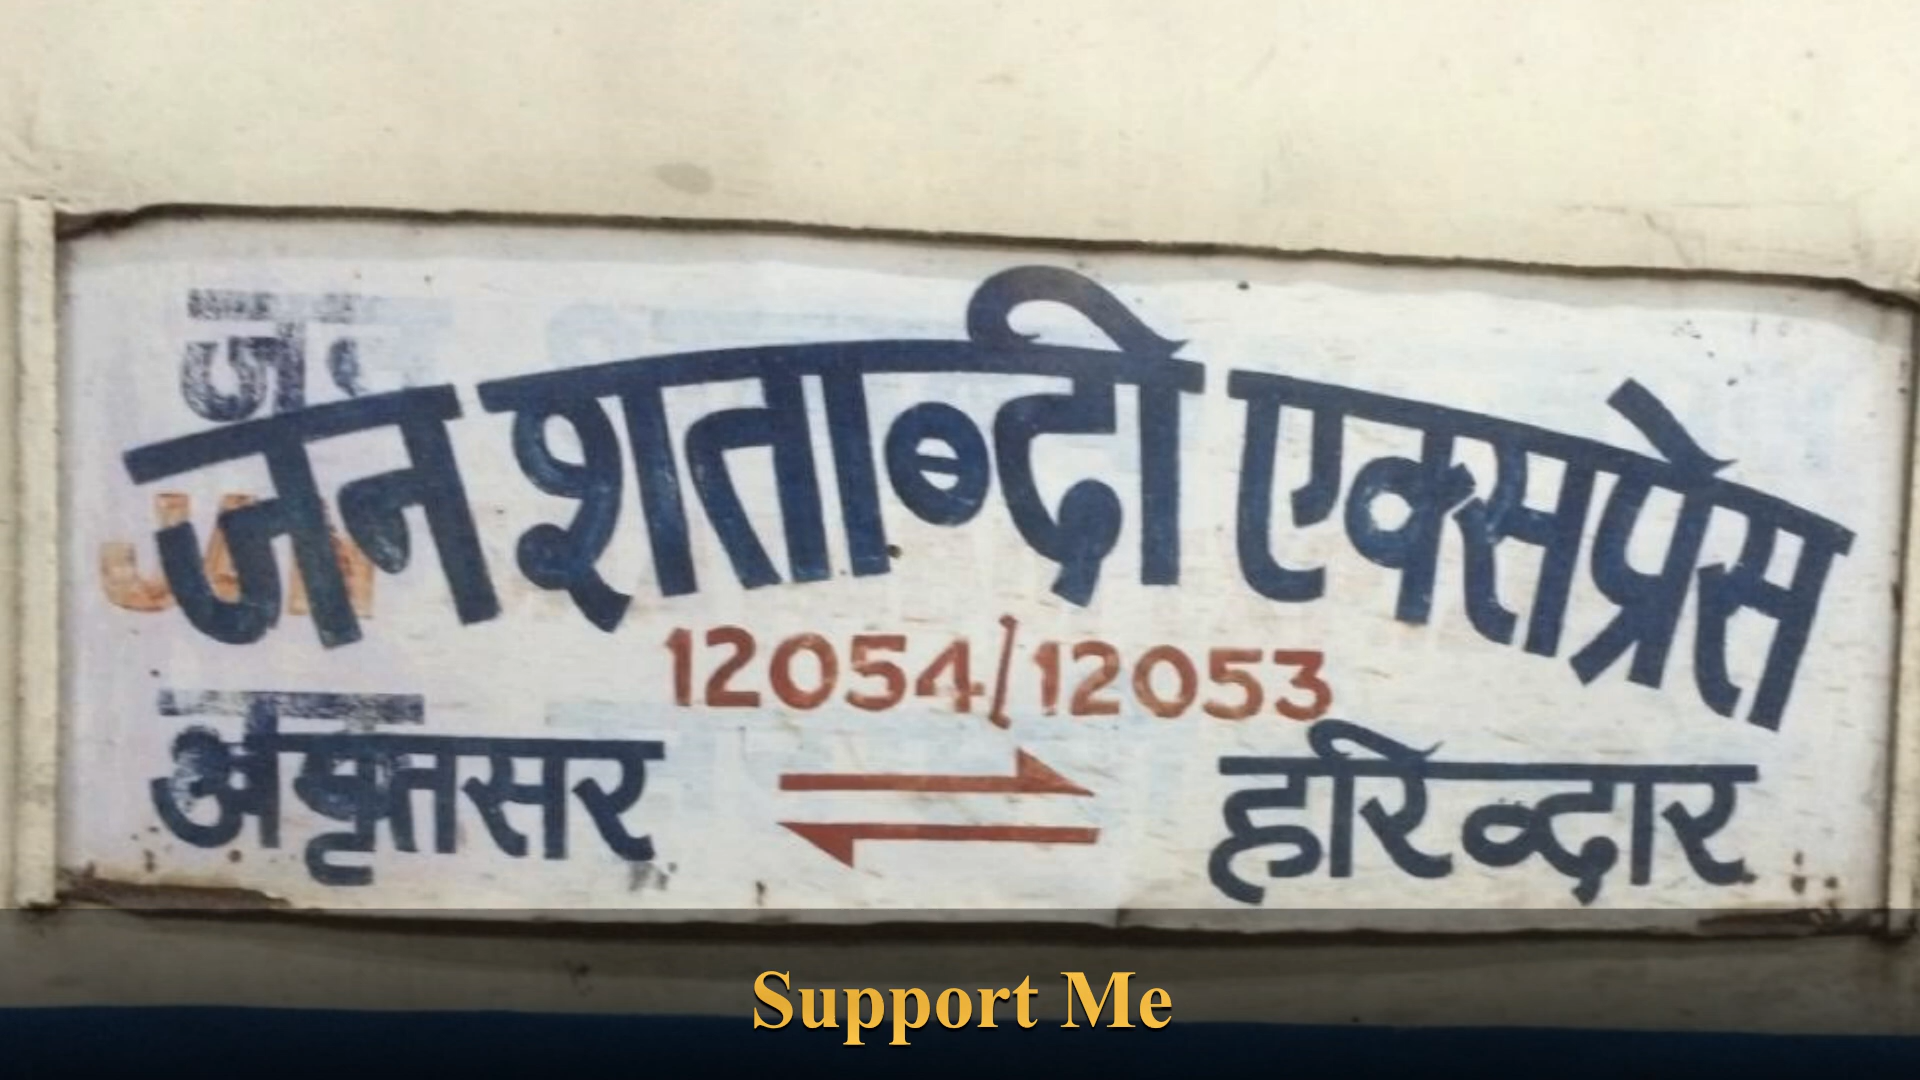 जन शताब्दी एक्सप्रेस
12054/12053
अमृतसर ⇌ हरिव्दार
Support Me